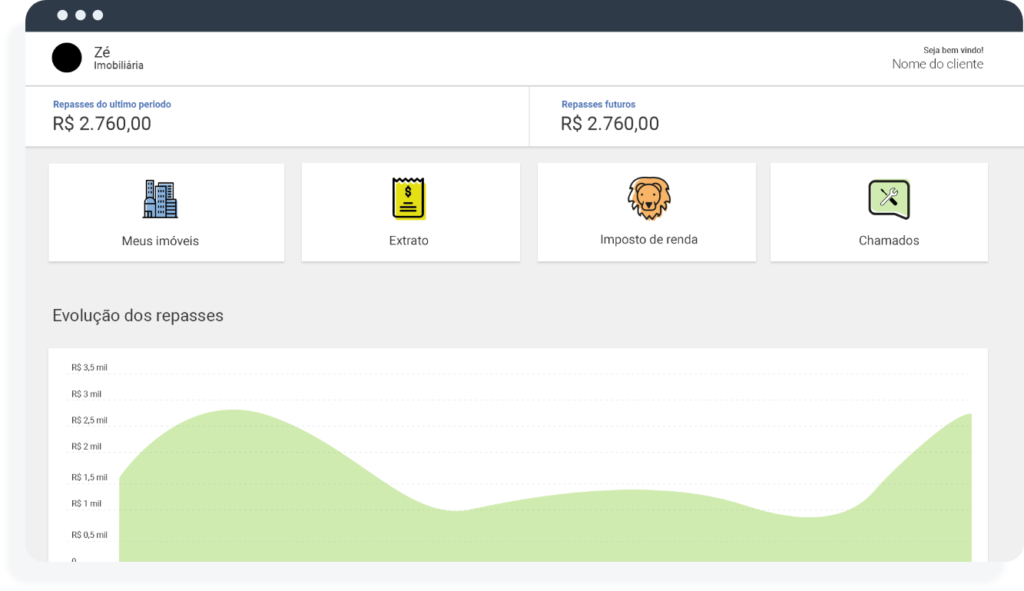 Zé
Imobiliária
Seja bem vindo!
Nome do cliente
Repasses do ultimo periodo
R$ 2.760,00
Repasses futuros
R$ 2.760,00
$
Meus imóveis
Extrato
Imposto de renda
Chamados
Evolução dos repasses
R$ 3,5 mil
R$ 3 mil
R$ 2,5 mil
R$ 2 mil
R$ 1,5 mil
R$ 1 mil
R$ 0,5 mil
0